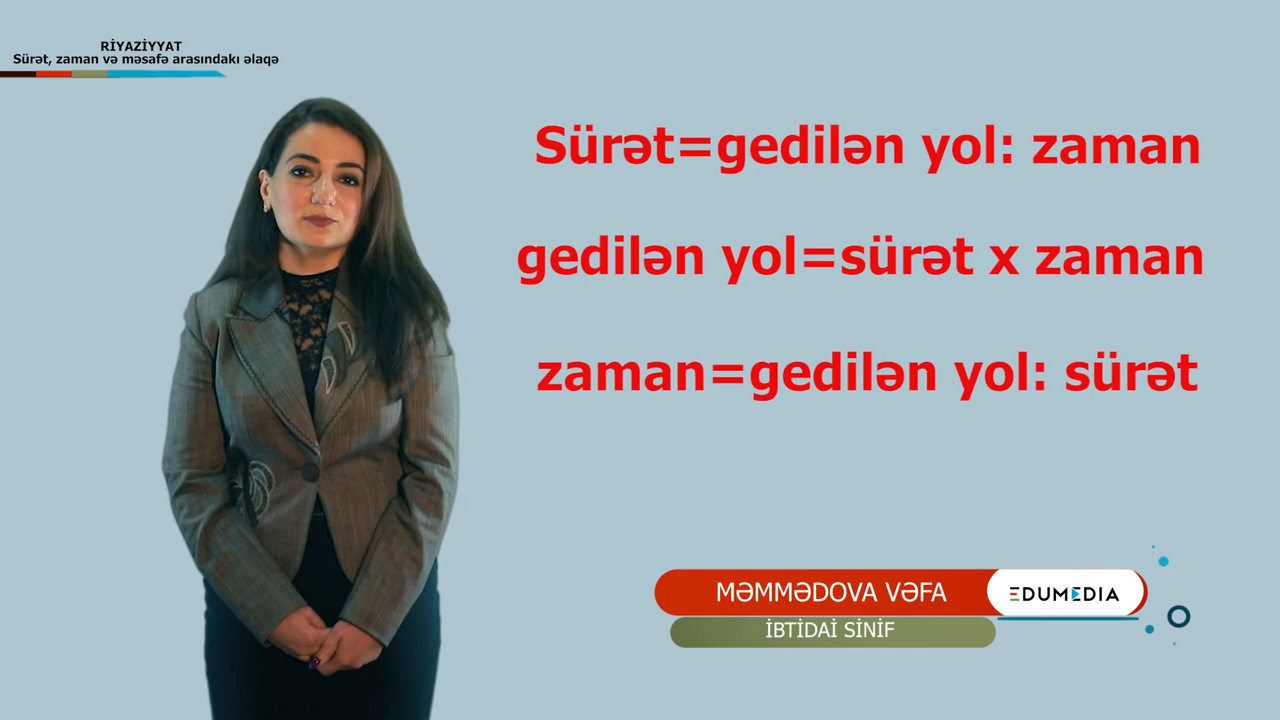 RİYAZİYYAT
Sürət, zaman və məsafə arasındakı əlaqə
Sürət=gedilən yol: zaman
gedilən yol=sürət x zaman
zaman=gedilən yol: sürət
MƏMMƏDOVA VƏFA
EDUMEDIA
İBTİDAİ SİNİF